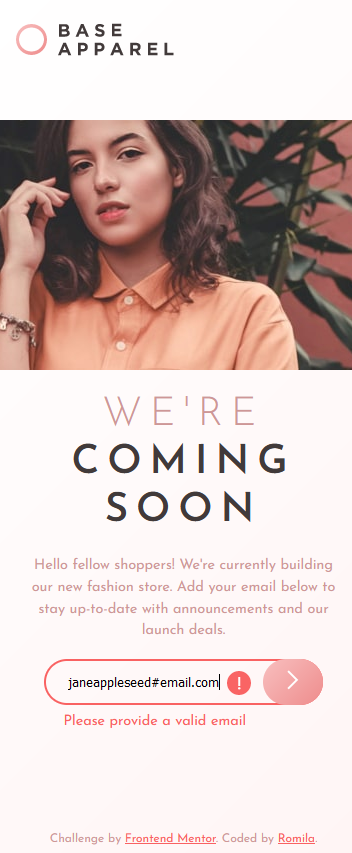 BASE
APPAREL
WE'RE
COMING
SOON
Hello fellow shoppers! We're currently building
our new fashion store. Add your email below to
stay up-to-date with announcements and our
launch deals.
janeappleseed#email.com
!
Please provide a valid email
Challenge by Frontend Mentor. Coded by Romila.